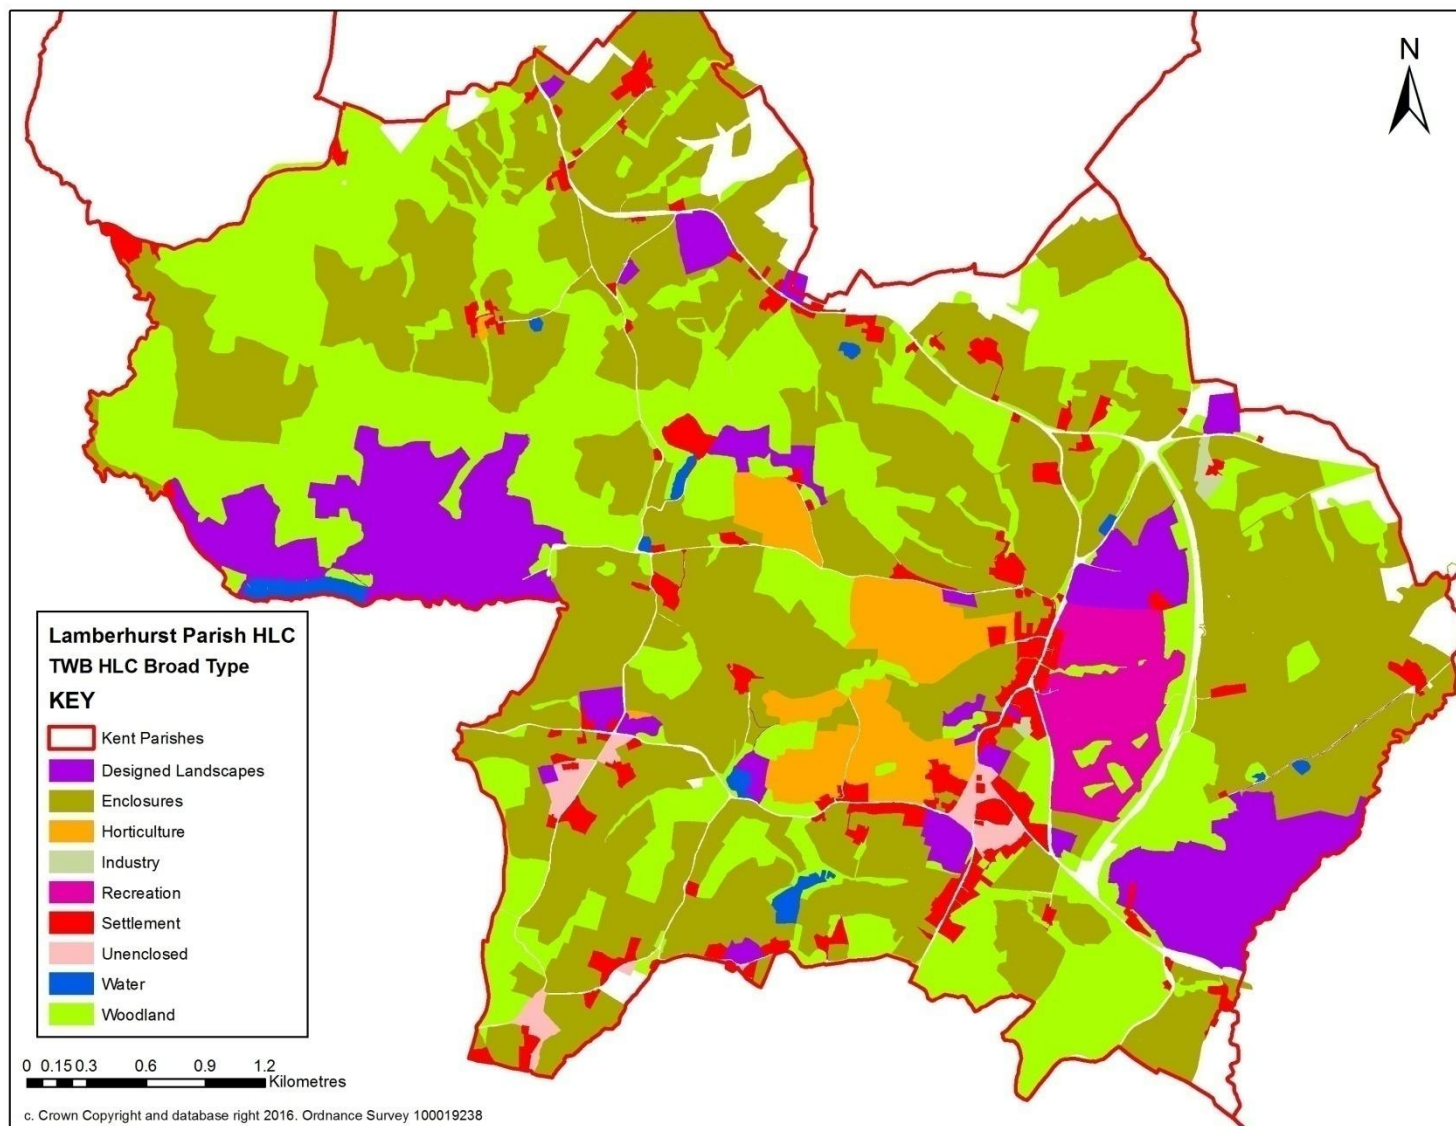 N
Lamberhurst Parish HLC
TWB HLC Broad Type
KEY
Kent Parishes
Designed Landscapes
Enclosures
Horticulture
Industry
Recreation
Settlement
Unenclosed
Water
Woodland
0 0.15 0.3 0.6 0.9 1.2
Kilometres
c. Crown Copyright and database right 2016. Ordnance Survey 100019238